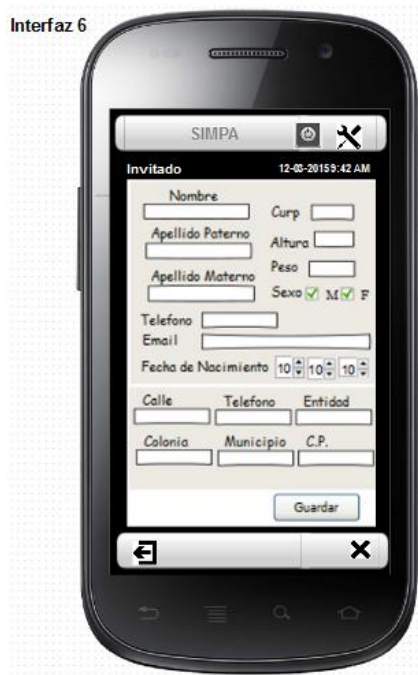 Interfaz 6
SIMPA
Invitado 12-03-2015 9:42 AM
Nombre
Curp
Apellido Paterno
Altura
Peso
Apellido Materno
Sexo M F
Telefono
Email
Fecha de Nacimiento 10 10 10
Calle Telefono Entidad
Colonia Municipio C.P.
Guardar